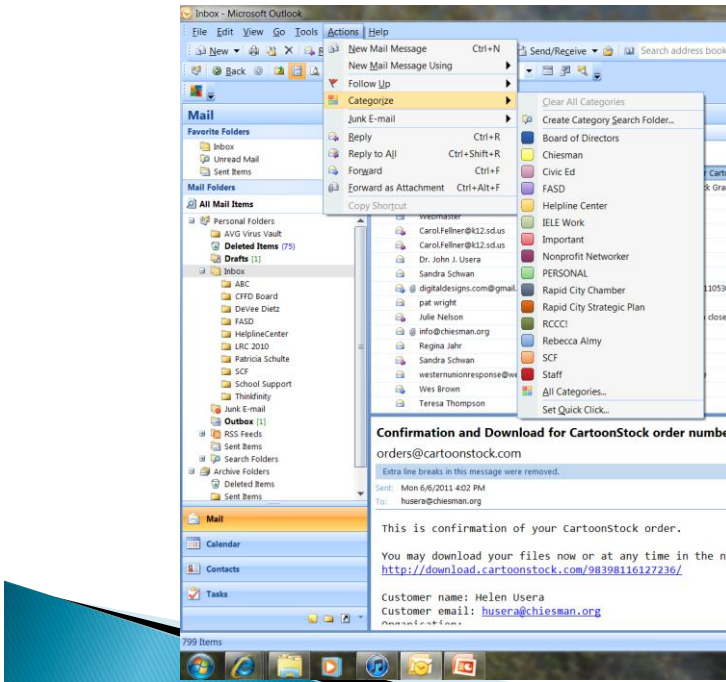 Inbox - Microsoft Outlook
File Edit View Go Tools Actions Help
New
Send/Receive
Search address book
Back
New Mail Message Ctrl+N
New Mail Message Using
Follow Up
Categorize
Junk E-mail
Reply Ctrl+R
Reply to All Ctrl+Shift+R
Forward Ctrl+F
Forward as Attachment Ctrl+Alt+F
Copy Shortcut
Clear All Categories
Create Category Search Folder...
Board of Directors
Chiesman
Civic Ed
FASD
Helpline Center
IELE Work
Important
Nonprofit Networker
PERSONAL
Rapid City Chamber
Rapid City Strategic Plan
RCCC!
Rebecca Almy
SCF
Staff
All Categories...
Set Quick Click...
Mail
Favorite Folders
Inbox
Unread Mail
Sent Items
Mail Folders
All Mail Items
Personal Folders
AVG Virus Vault
Deleted Items (75)
Drafts [1]
Inbox
ABC
CFFD Board
DeVee Dietz
FASD
HelplineCenter
LRC 2010
Patricia Schulte
SCF
School Support
Thinkfinity
Junk E-mail
Outbox [1]
RSS Feeds
Sent Items
Search Folders
Archive Folders
Deleted Items
Sent Items
Mail
Calendar
Contacts
Tasks
799 Items
Webmaster
Carol.Fellner@k12.sd.us
Carol.Fellner@k12.sd.us
Dr. John J. Usera
Sandra Schwan
digitaldesigns.com@gmail.
pat wright
Julie Nelson
info@chiesman.org
Regina Jahr
Sandra Schwan
westernunionresponse@we
Wes Brown
Teresa Thompson
Confirmation and Download for CartoonStock order numbe
orders@cartoonstock.com
Extra line breaks in this message were removed.
Sent: Mon 6/6/2011 4:02 PM
To: husera@chiesman.org
This is confirmation of your CartoonStock order.
You may download your files now or at any time in the n
http://download.cartoonstock.com/98398116127236/
Customer name: Helen Usera
Customer email: husera@chiesman.org